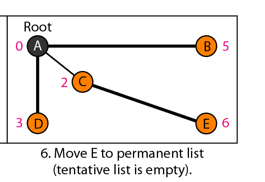 Root
0 A B 5
2 C
3 D E 6
6. Move E to permanent list
(tentative list is empty).